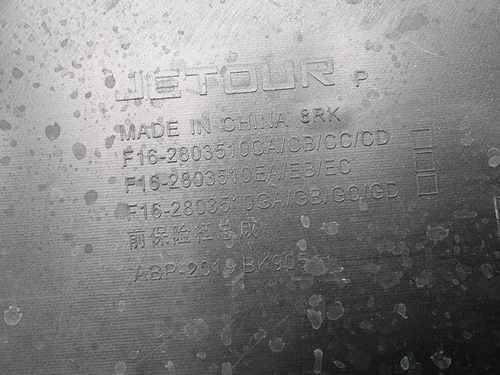 JETOUR P
MADE IN CHINA 8RK
F16-2803510CA/CB/CC/CD
F16-2803510EA/EB/EC
F16-2803510GA/GB/GC/GD
前保险杠总成
ABP-2019 BK905